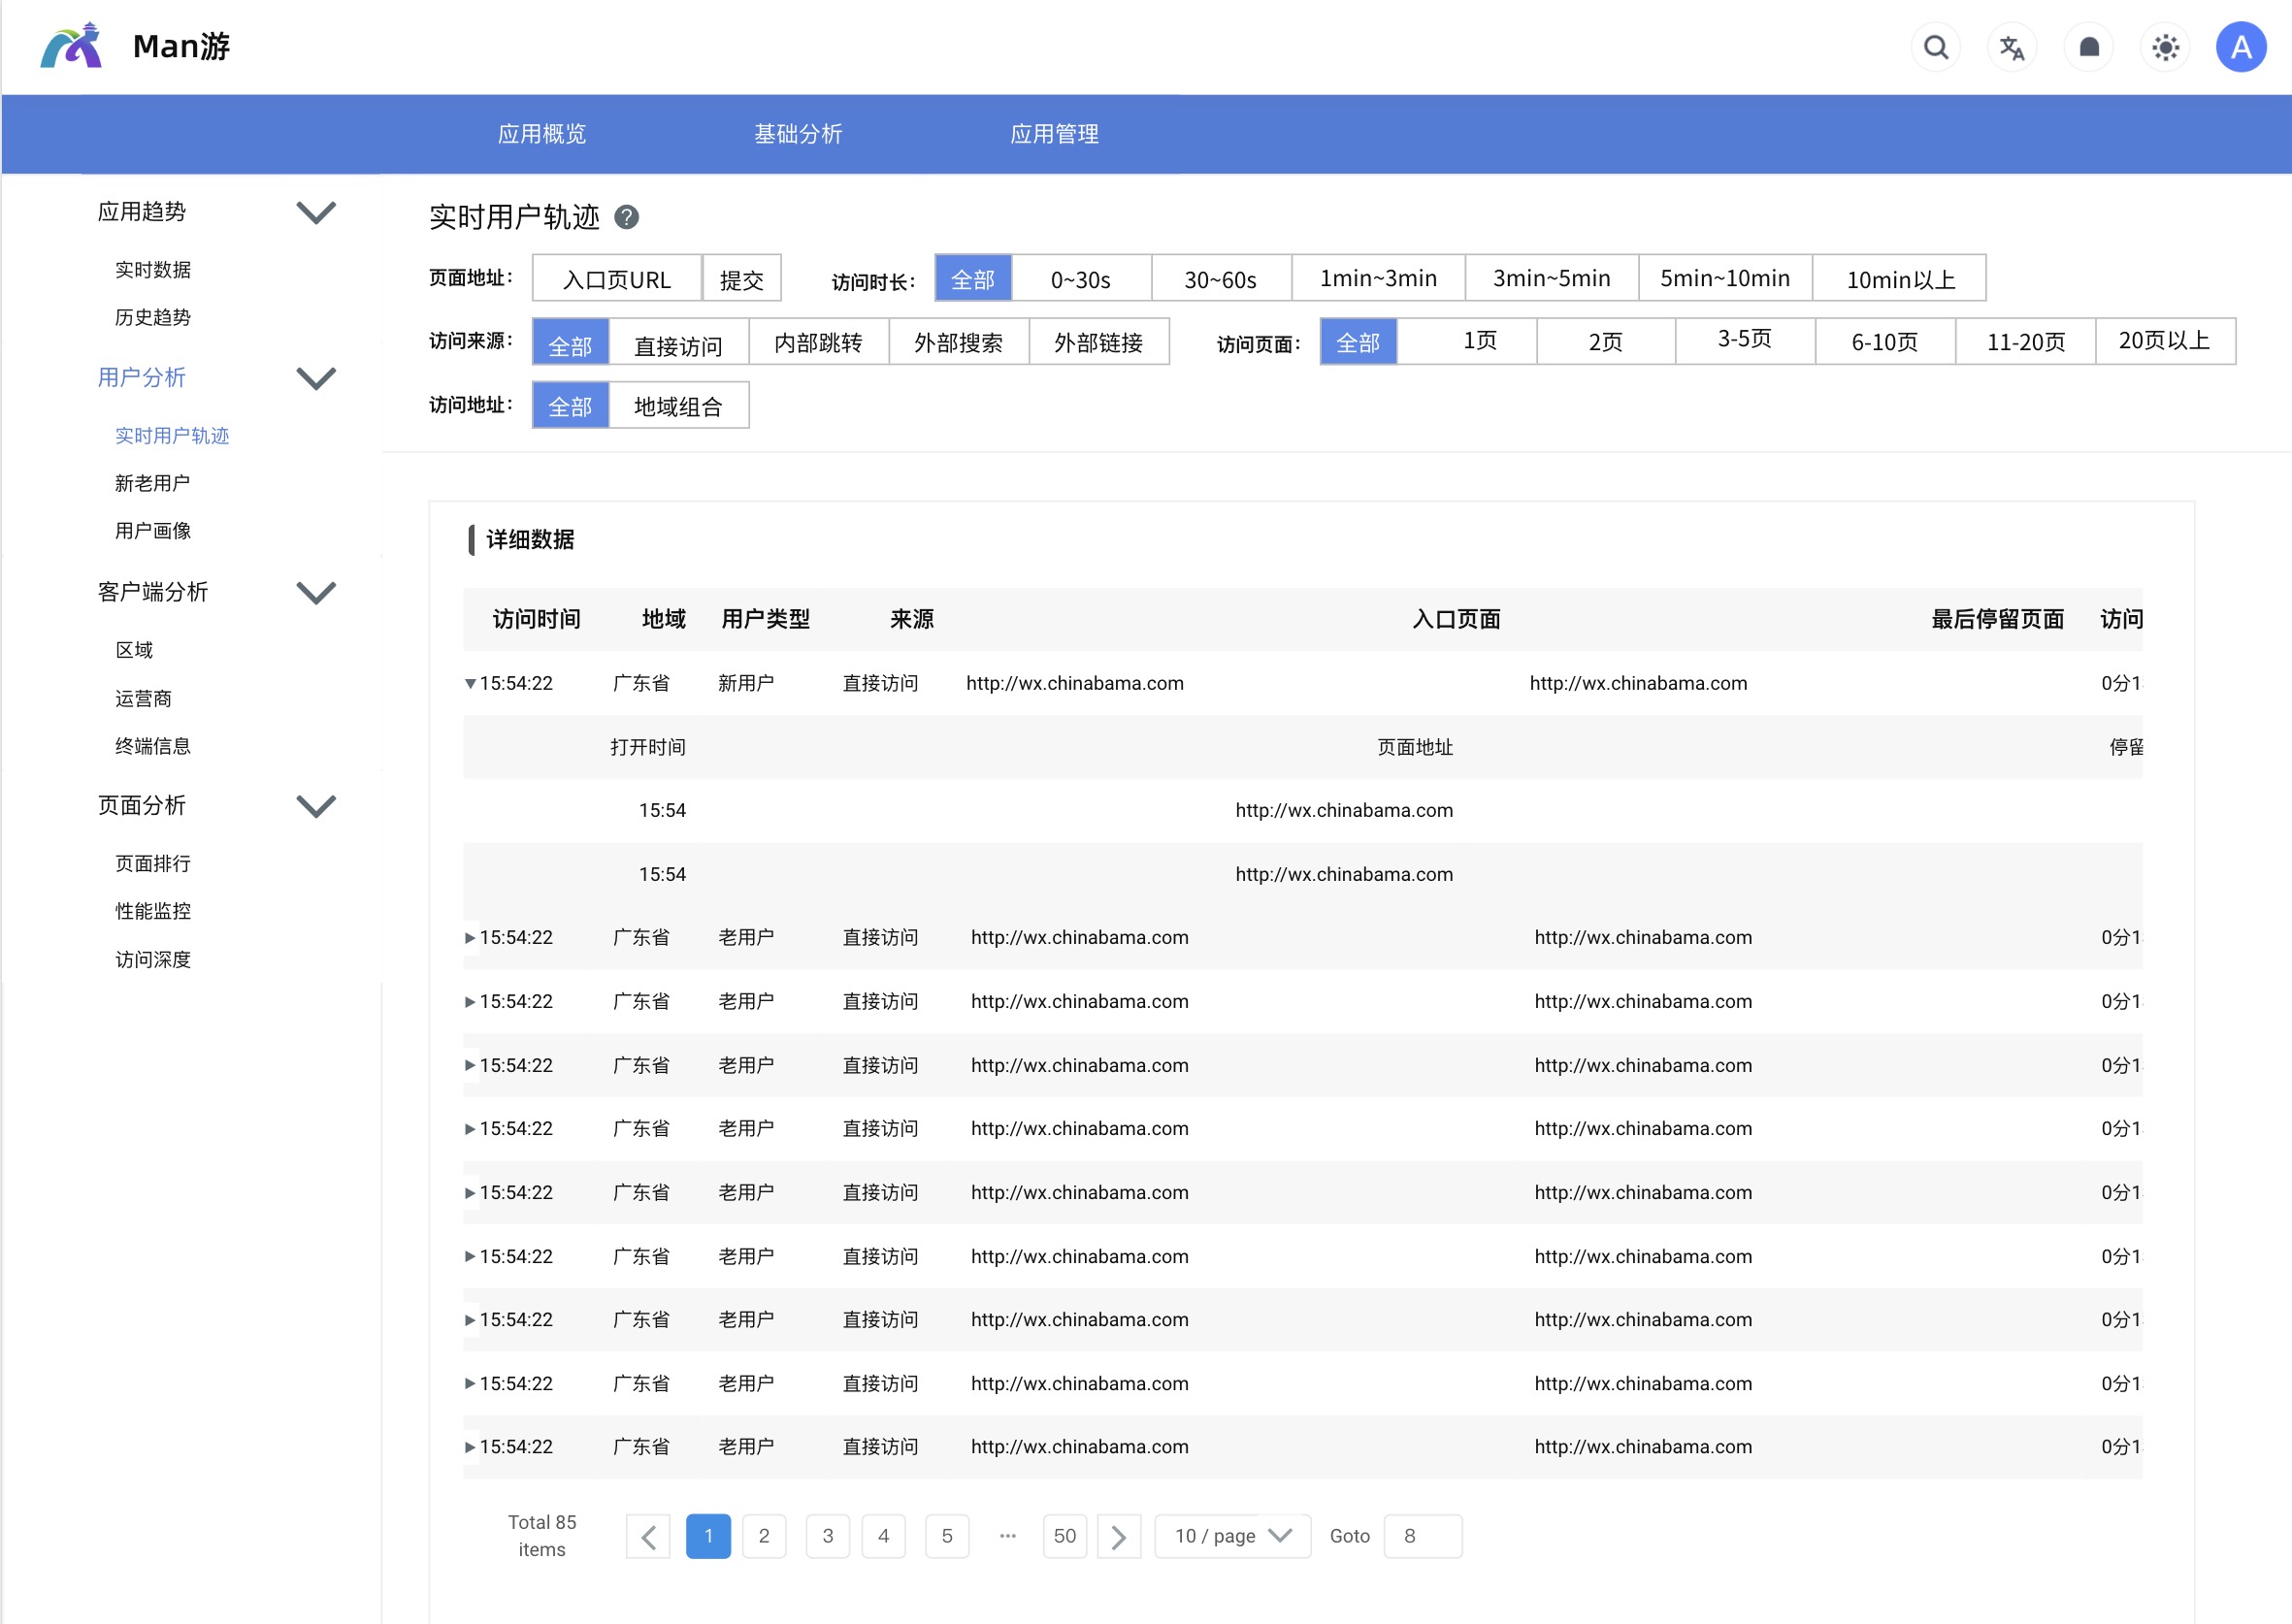 Man游
A
应用概览 基础分析 应用管理
应用趋势
实时数据
历史趋势
用户分析
实时用户轨迹
新老用户
用户画像
客户端分析
区域
运营商
终端信息
页面分析
页面排行
性能监控
访问深度
实时用户轨迹 ?
页面地址： 入口页URL 提交 访问时长： 全部 0~30s 30~60s 1min~3min 3min~5min 5min~10min 10min以上
访问来源： 全部 直接访问 内部跳转 外部搜索 外部链接 访问页面： 全部 1页 2页 3-5页 6-10页 11-20页 20页以上
访问地址： 全部 地域组合
详细数据
访问时间 地域 用户类型 来源 入口页面 最后停留页面 访问
15:54:22 广东省 新用户 直接访问 http://wx.chinabama.com http://wx.chinabama.com 0分1
打开时间 页面地址 停留
15:54 http://wx.chinabama.com
15:54 http://wx.chinabama.com
15:54:22 广东省 老用户 直接访问 http://wx.chinabama.com http://wx.chinabama.com 0分1
15:54:22 广东省 老用户 直接访问 http://wx.chinabama.com http://wx.chinabama.com 0分1
15:54:22 广东省 老用户 直接访问 http://wx.chinabama.com http://wx.chinabama.com 0分1
15:54:22 广东省 老用户 直接访问 http://wx.chinabama.com http://wx.chinabama.com 0分1
15:54:22 广东省 老用户 直接访问 http://wx.chinabama.com http://wx.chinabama.com 0分1
15:54:22 广东省 老用户 直接访问 http://wx.chinabama.com http://wx.chinabama.com 0分1
15:54:22 广东省 老用户 直接访问 http://wx.chinabama.com http://wx.chinabama.com 0分1
15:54:22 广东省 老用户 直接访问 http://wx.chinabama.com http://wx.chinabama.com 0分1
15:54:22 广东省 老用户 直接访问 http://wx.chinabama.com http://wx.chinabama.com 0分1
Total 85
items
1 2 3 4 5 ··· 50 10 / page Goto 8